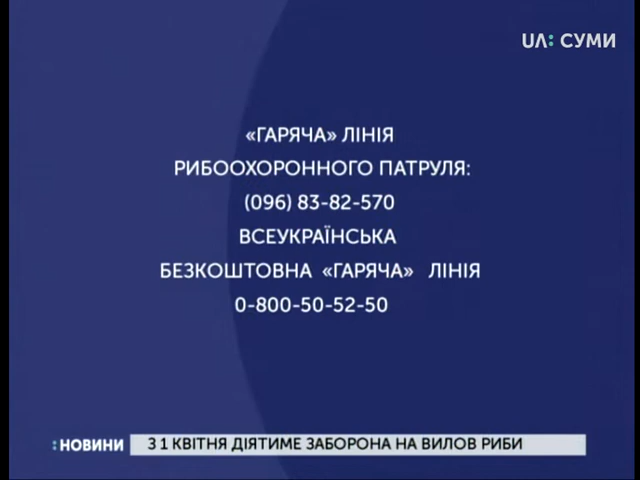 UA: СУМИ
«ГАРЯЧА» ЛІНІЯ
РИБООХОРОННОГО ПАТРУЛЯ:
(096) 83-82-570
ВСЕУКРАЇНСЬКА
БЕЗКОШТОВНА «ГАРЯЧА» ЛІНІЯ
0-800-50-52-50
:НОВИНИ З 1 КВІТНЯ ДІЯТИМЕ ЗАБОРОНА НА ВИЛОВ РИБИ